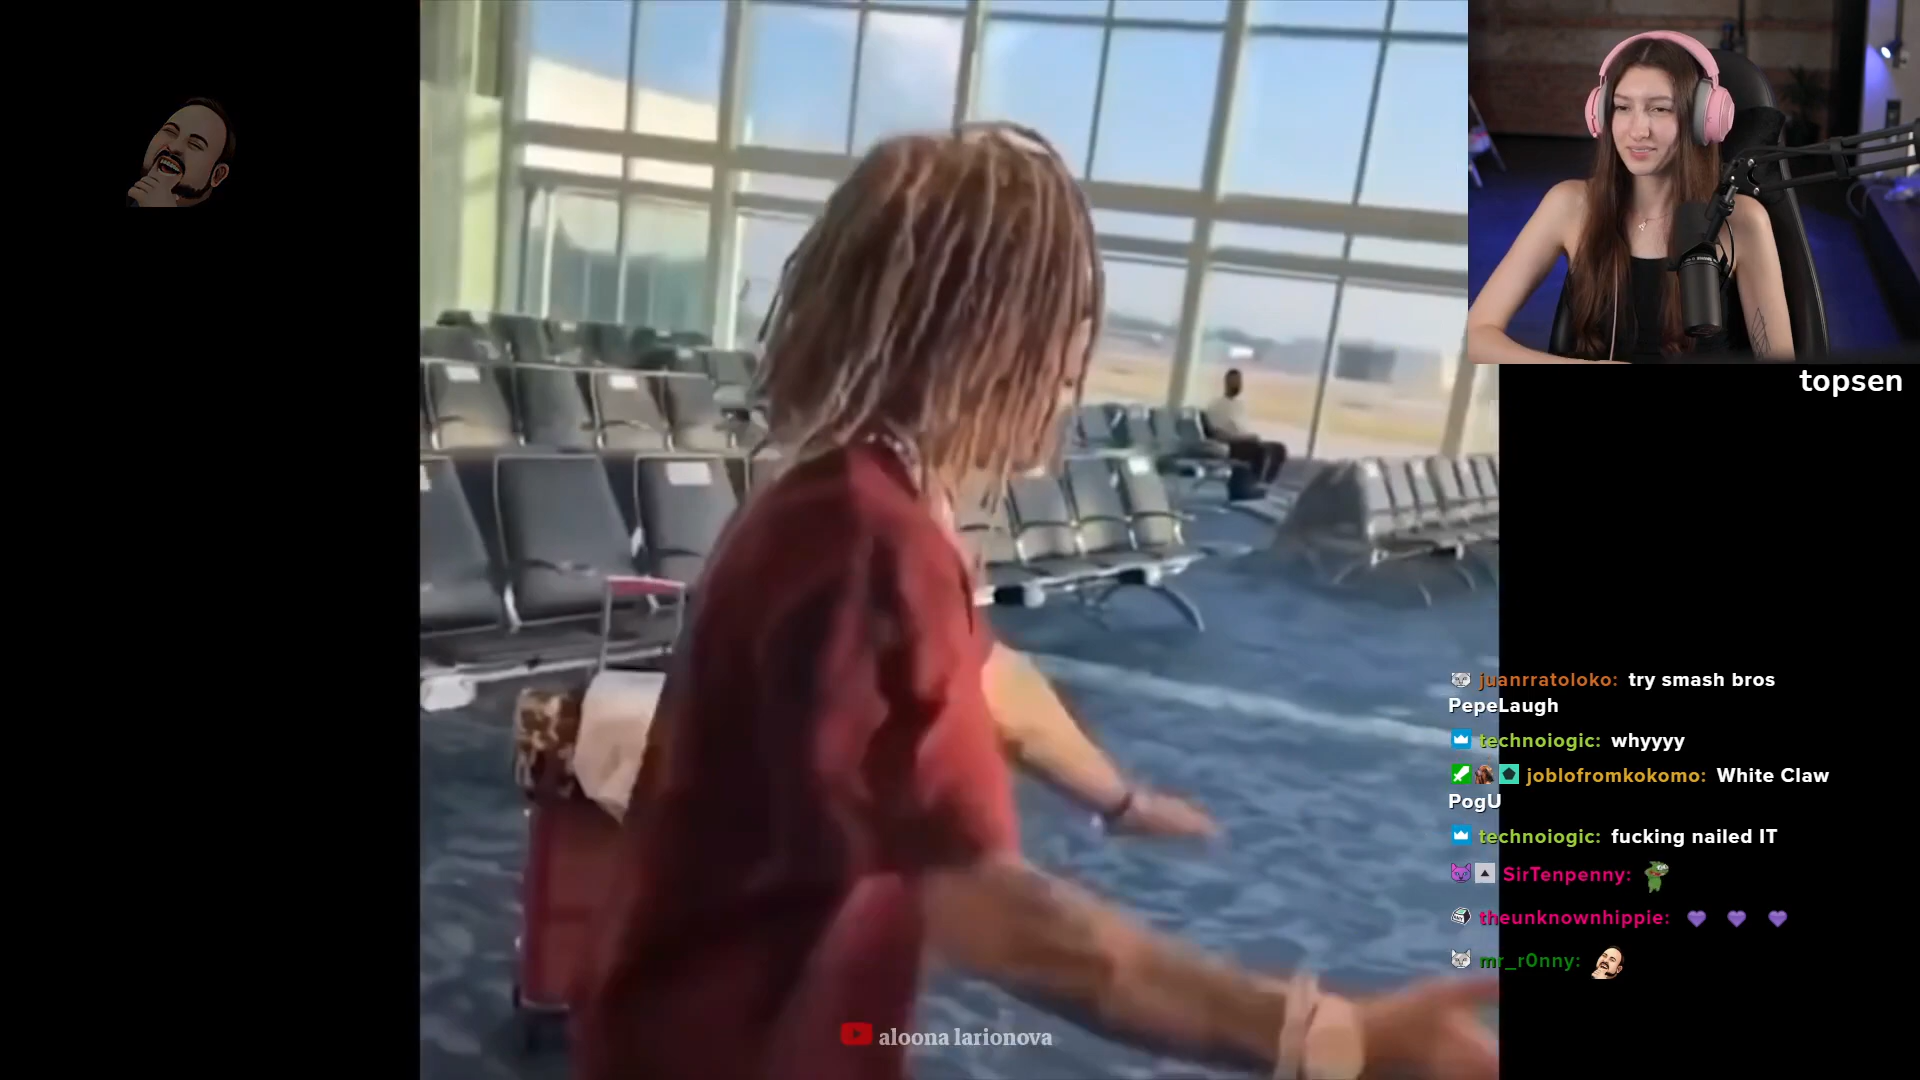 topsen
juanrratoloko: try smash bros
PepeLaugh
technoiogic: whyyyy
joblofromkokomo: White Claw
PogU
technoiogic: fucking nailed IT
SirTenpenny:
theunknownhippie:
mr_r0nny:
aloona larionova